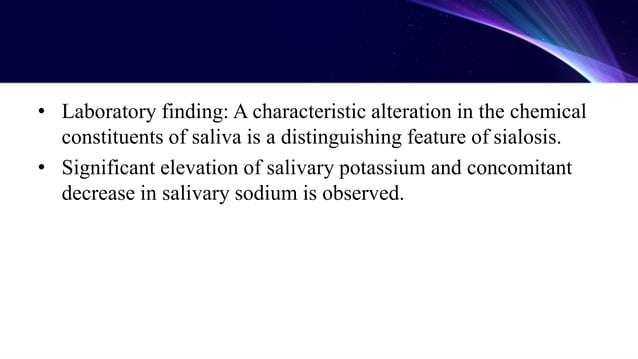 • Laboratory finding: A characteristic alteration in the chemical
constituents of saliva is a distinguishing feature of sialosis.
• Significant elevation of salivary potassium and concomitant
decrease in salivary sodium is observed.